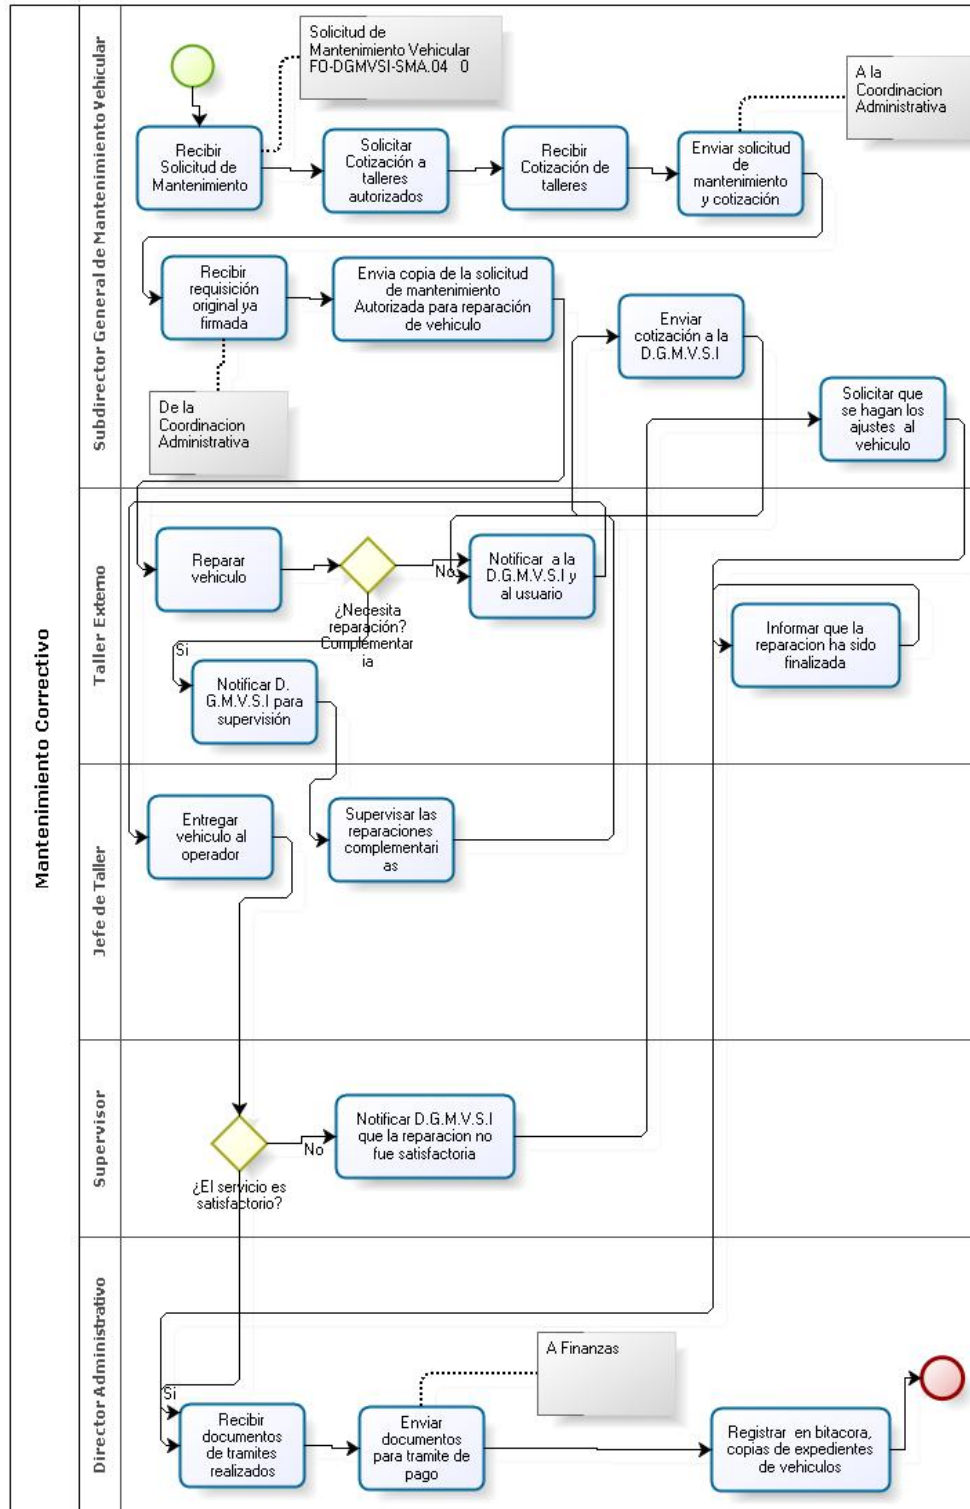 Mantenimiento Correctivo
Subdirector General de Mantenimiento Vehicular
Solicitud de
Mantenimiento Vehicular
FO-DGMVSI-SMA.04 0
A la
Coordinacion
Administrativa
Recibir
Solicitud de
Mantenimiento
Solicitar
Cotización a
talleres
autorizados
Recibir
Cotización de
talleres
Enviar solicitud
de
mantenimiento
y cotización
Recibir
requisición
original ya
firmada
Envia copia de la solicitud
de mantenimiento
Autorizada para reparación
de vehiculo
Enviar
cotización a la
D.G.M.V.S.I
Solicitar que
se hagan los
ajustes al
vehiculo
De la
Coordinacion
Administrativa
Taller Externo
Reparar
vehiculo
¿Necesita
reparación?
Complementar
ia
No
Notificar a la
D.G.M.V.S.I y
al usuario
Si
Notificar D.
G.M.V.S.I para
supervisión
Informar que la
reparacion ha sido
finalizada
Jefe de Taller
Entregar
vehiculo al
operador
Supervisar las
reparaciones
complementari
as
Supervisor
¿El servicio es
satisfactorio?
No
Notificar D.G.M.V.S.I
que la reparacion no
fue satisfactoria
Director Administrativo
A Finanzas
Si
Recibir
documentos
de tramites
realizados
Enviar
documentos
para tramite de
pago
Registrar en bitacora,
copias de expedientes
de vehiculos